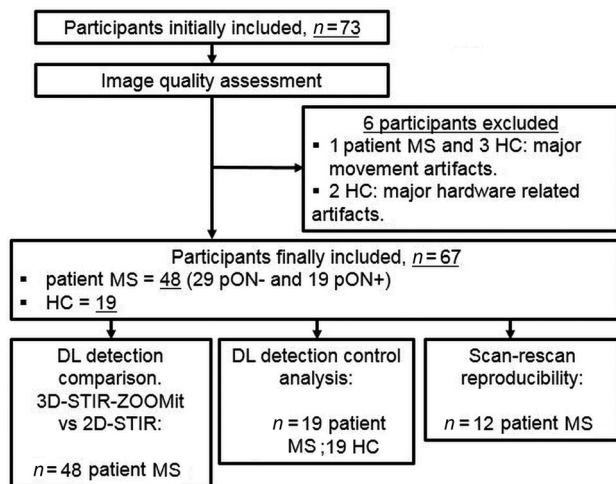 Participants initially included, n=73
Image quality assessment
6 participants excluded
▪ 1 patient MS and 3 HC: major
movement artifacts.
▪ 2 HC: major hardware related
artifacts.
Participants finally included, n=67
▪ patient MS = 48 (29 pON- and 19 pON+)
▪ HC = 19
DL detection
comparison.
3D-STIR-ZOOMit
vs 2D-STIR:
n=48 patient MS
DL detection control
analysis:
n=19 patient
MS ;19 HC
Scan-rescan
reproducibility:
n=12 patient MS